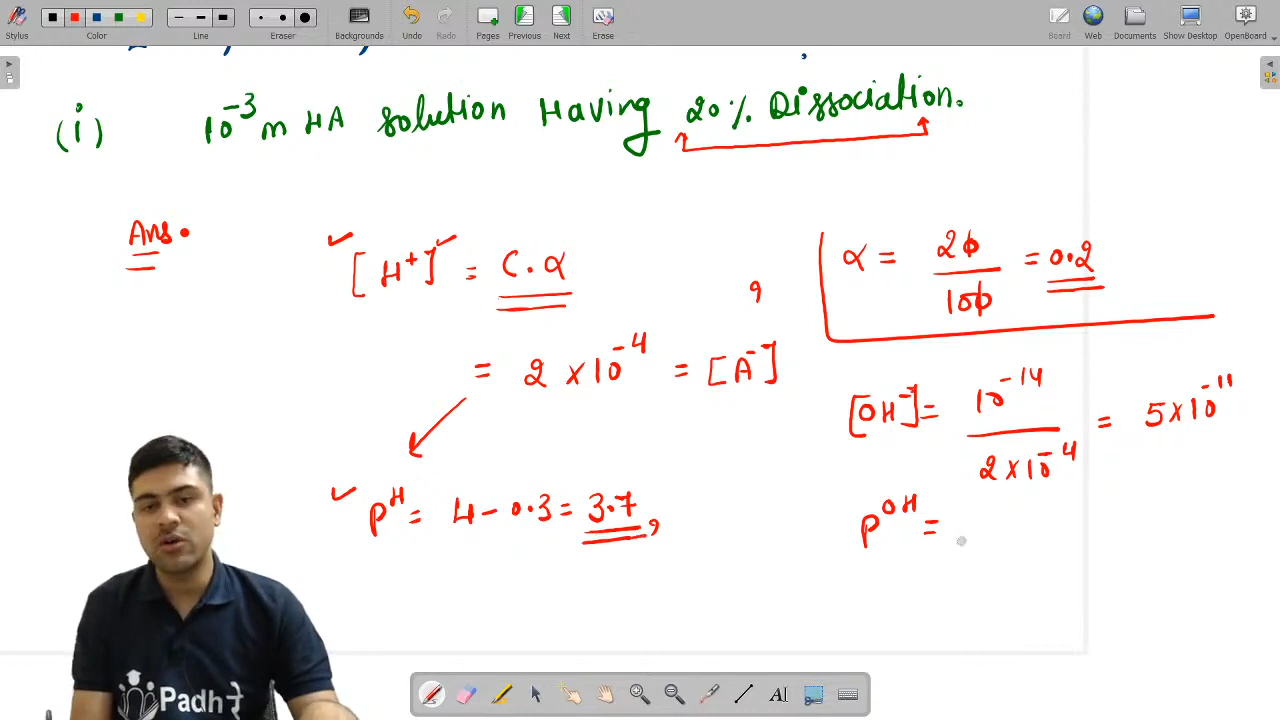 Stylus
Color
Line
Eraser
Backgrounds
Undo
Redo
Pages
Previous
Next
Erase
Board
Web
Documents
Show Desktop
OpenBoard
(i) 10⁻³ m HA solution Having 20% Dissociation.
Ans.
[H⁺] = C.α ,
α = 20/100 = 0.2
= 2 × 10⁻⁴ = [A⁻]
[OH⁻] = 10⁻¹⁴/2×10⁻⁴ = 5×10⁻¹¹
pᴴ = 4 - 0.3 = 3.7,
pᴼᴴ =
Padhरे
AI